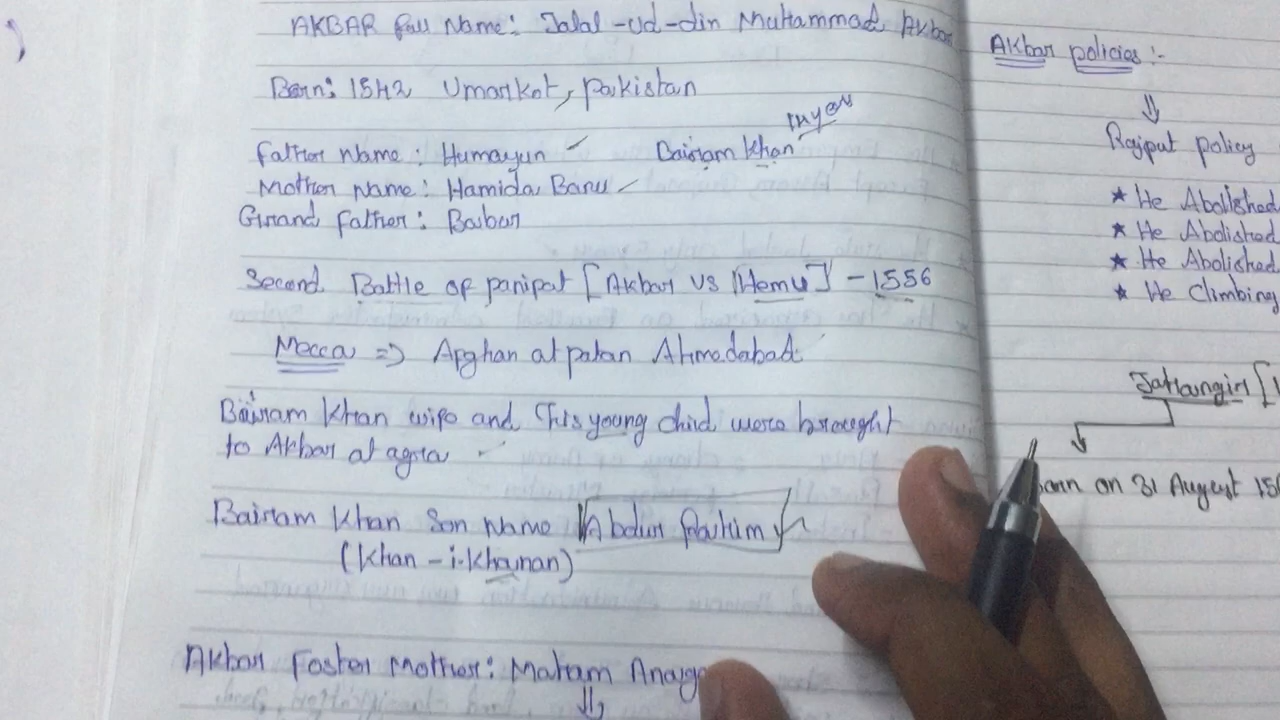 AKBAR full Name: Jalal-ud-din Muhammad Akbar
Born: 1542 Umarkot, Pakistan
Father Name: Humayun Bairam Khan
Mother Name: Hamida Banu
Grand Father: Babur
Second Battle of panipat [Akbar vs Hemu] - 1556
Mecca => Afghan at patan Ahmedabad
Bairam Khan wife and His young child were brought
to Akbar at agra
Bairam Khan Son Name Abdur Rahim
(Khan-i-Khanan)
Akbar Foster Mother: Maham Anaga
Akbar policies :-
Rajput policy
★ He Abolished
★ He Abolished
★ He Abolished
★ He Climbing
Jahangir [1
Born on 31 August 156